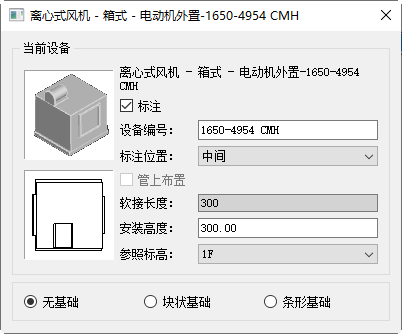 离心式风机 - 箱式 - 电动机外置-1650-4954 CMH
当前设备
离心式风机 - 箱式 - 电动机外置-1650-4954
CMH
标注
设备编号： 1650-4954 CMH
标注位置： 中间
管上布置
软接长度： 300
安装高度： 300.00
参照标高： 1F
无基础 块状基础 条形基础